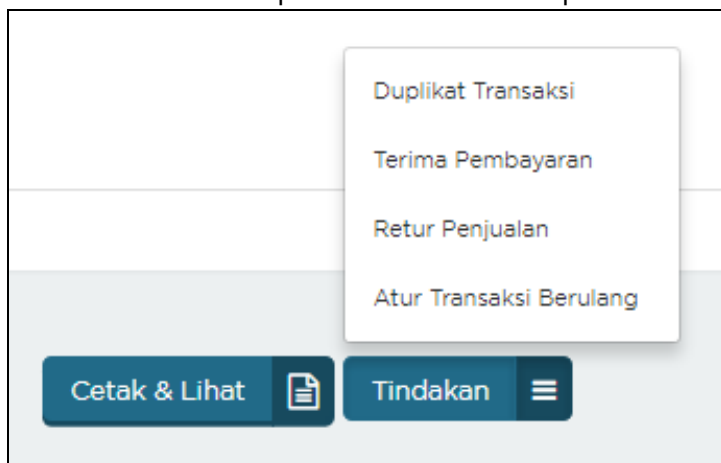 Duplikat Transaksi
Terima Pembayaran
Retur Penjualan
Atur Transaksi Berulang
Cetak & Lihat
Tindakan